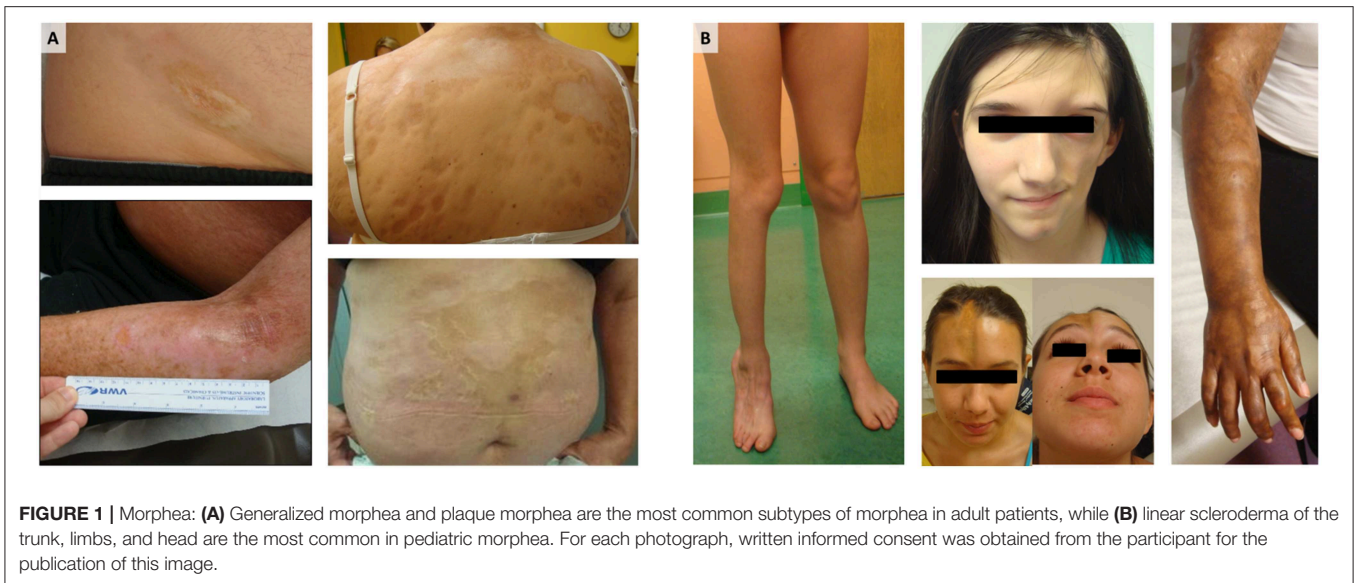 A
B
VWR
FIGURE 1 | Morphea: (A) Generalized morphea and plaque morphea are the most common subtypes of morphea in adult patients, while (B) linear scleroderma of the
trunk, limbs, and head are the most common in pediatric morphea. For each photograph, written informed consent was obtained from the participant for the
publication of this image.